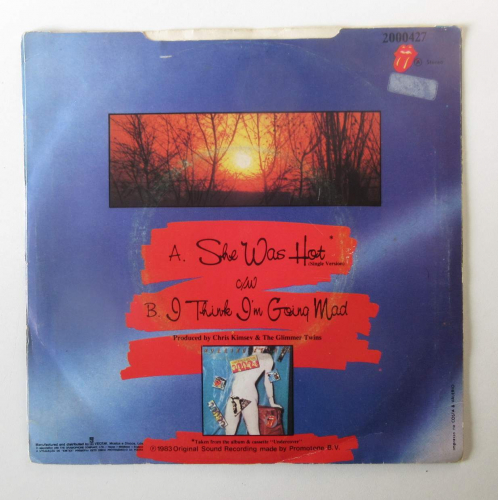 2000427
A. She Was Hot*
(Single Version)
c/w
B. I Think I'm Going Mad
Produced by Chris Kimsey & The Glimmer Twins
*Taken from the album & cassette "Undercover"
℗ 1983 Original Sound Recording made by Promotone B.V.